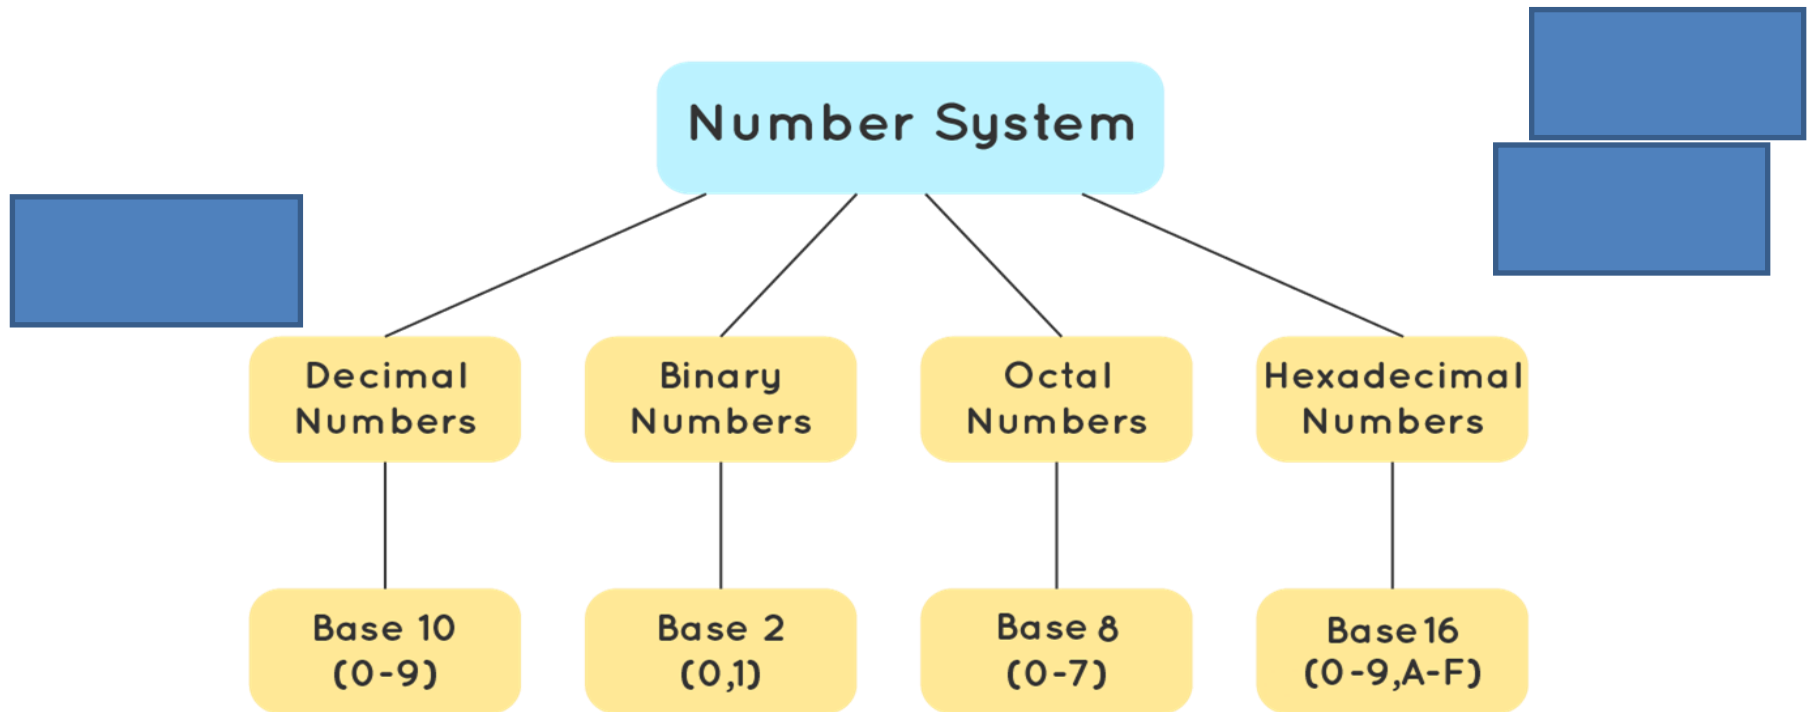 Number System
Decimal
Numbers
Binary
Numbers
Octal
Numbers
Hexadecimal
Numbers
Base 10
(0-9)
Base 2
(0,1)
Base 8
(0-7)
Base 16
(0-9,A-F)